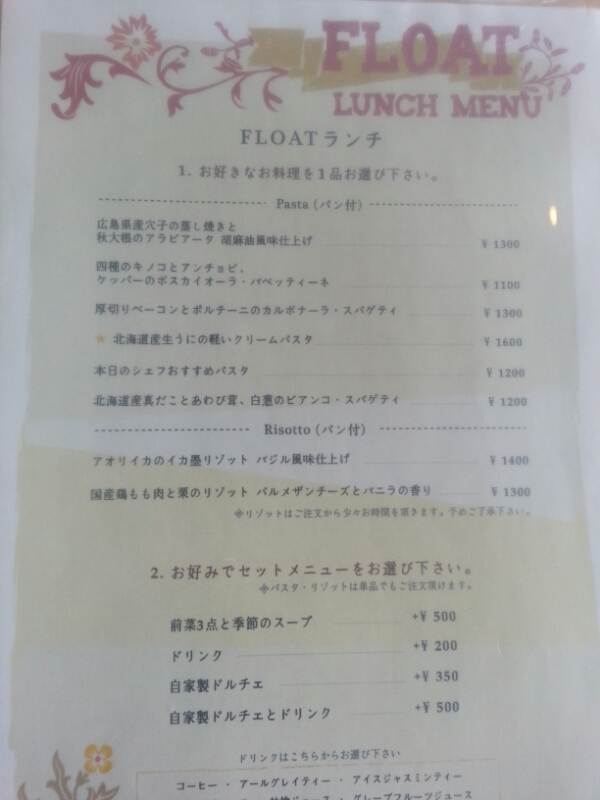 FLOAT
LUNCH MENU
FLOATランチ
1. お好きなお料理を1品お選び下さい。
Pasta (パン付)
広島県産穴子の蒸し焼きと
秋大根のアラビアータ 胡麻油風味仕上げ ¥ 1300
四種のキノコとアンチョビ、
ケッパーのボスカイオーラ・バベッティーネ ¥ 1100
厚切りベーコンとポルチーニのカルボナーラ・スパゲティ ¥ 1300
★ 北海道産生うにの軽いクリームパスタ ¥ 1600
本日のシェフおすすめパスタ ¥ 1200
北海道産真だことあわび茸、白葱のビアンコ・スパゲティ ¥ 1200
Risotto (パン付)
アオリイカのイカ墨リゾット バジル風味仕上げ ¥ 1400
国産鶏もも肉と栗のリゾット パルメザンチーズとバニラの香り ¥ 1300
※リゾットはご注文から少々お時間を頂きます。予めご了承下さい。
2. お好みでセットメニューをお選び下さい。
※パスタ・リゾットは単品でもご注文頂けます。
前菜3点と季節のスープ +¥ 500
ドリンク +¥ 200
自家製ドルチェ +¥ 350
自家製ドルチェとドリンク +¥ 500
ドリンクはこちらからお選び下さい
コーヒー ・ アールグレイティー ・ アイスジャスミンティー
ジュース ・ グレープフルーツジュース